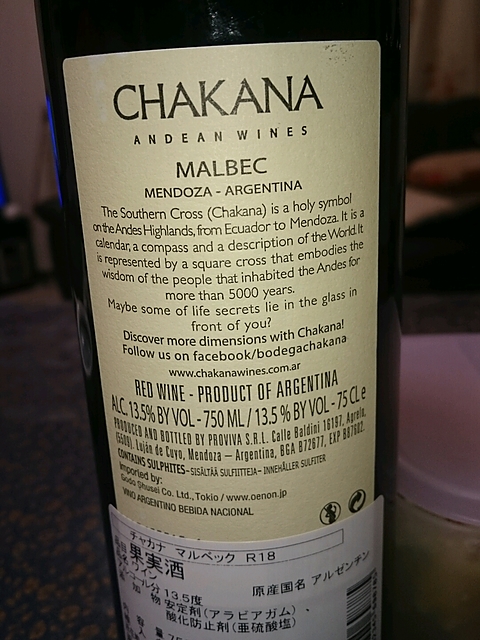 CHAKANA
ANDEAN WINES
MALBEC
MENDOZA - ARGENTINA
The Southern Cross (Chakana) is a holy symbol
on the Andes Highlands, from Ecuador to Mendoza. It is a
calendar, a compass and a description of the World. It
is represented by a square cross that embodies the
wisdom of the people that inhabited the Andes for
more than 5000 years.
Maybe some of life secrets lie in the glass in
front of you?
Discover more dimensions with Chakana!
Follow us on facebook/bodegachakana
www.chakanawines.com.ar
RED WINE - PRODUCT OF ARGENTINA
ALC. 13.5% BY VOL - 750 ML / 13.5 % BY VOL - 75 CL e
PRODUCED AND BOTTLED BY PROVIVA S.R.L. Calle Baldini 16187, Agrelo,
(5509), Luján de Cuyo, Mendoza – Argentina, BGA B72677, EXP B87602.
CONTAINS SULPHITES - SISÄLTÄÄ SULFIITTEJA - INNEHÅLLER SULFITER
Imported by:
Godo Shusei Co. Ltd., Tokio / www.oenon.jp
VINO ARGENTINO BEBIDA NACIONAL
チャカナ マルベック R18
果実酒
ワイン
原産国名 アルゼンチン
13.5度
安定剤(アラビアガム)、
酸化防止剤(亜硫酸塩)